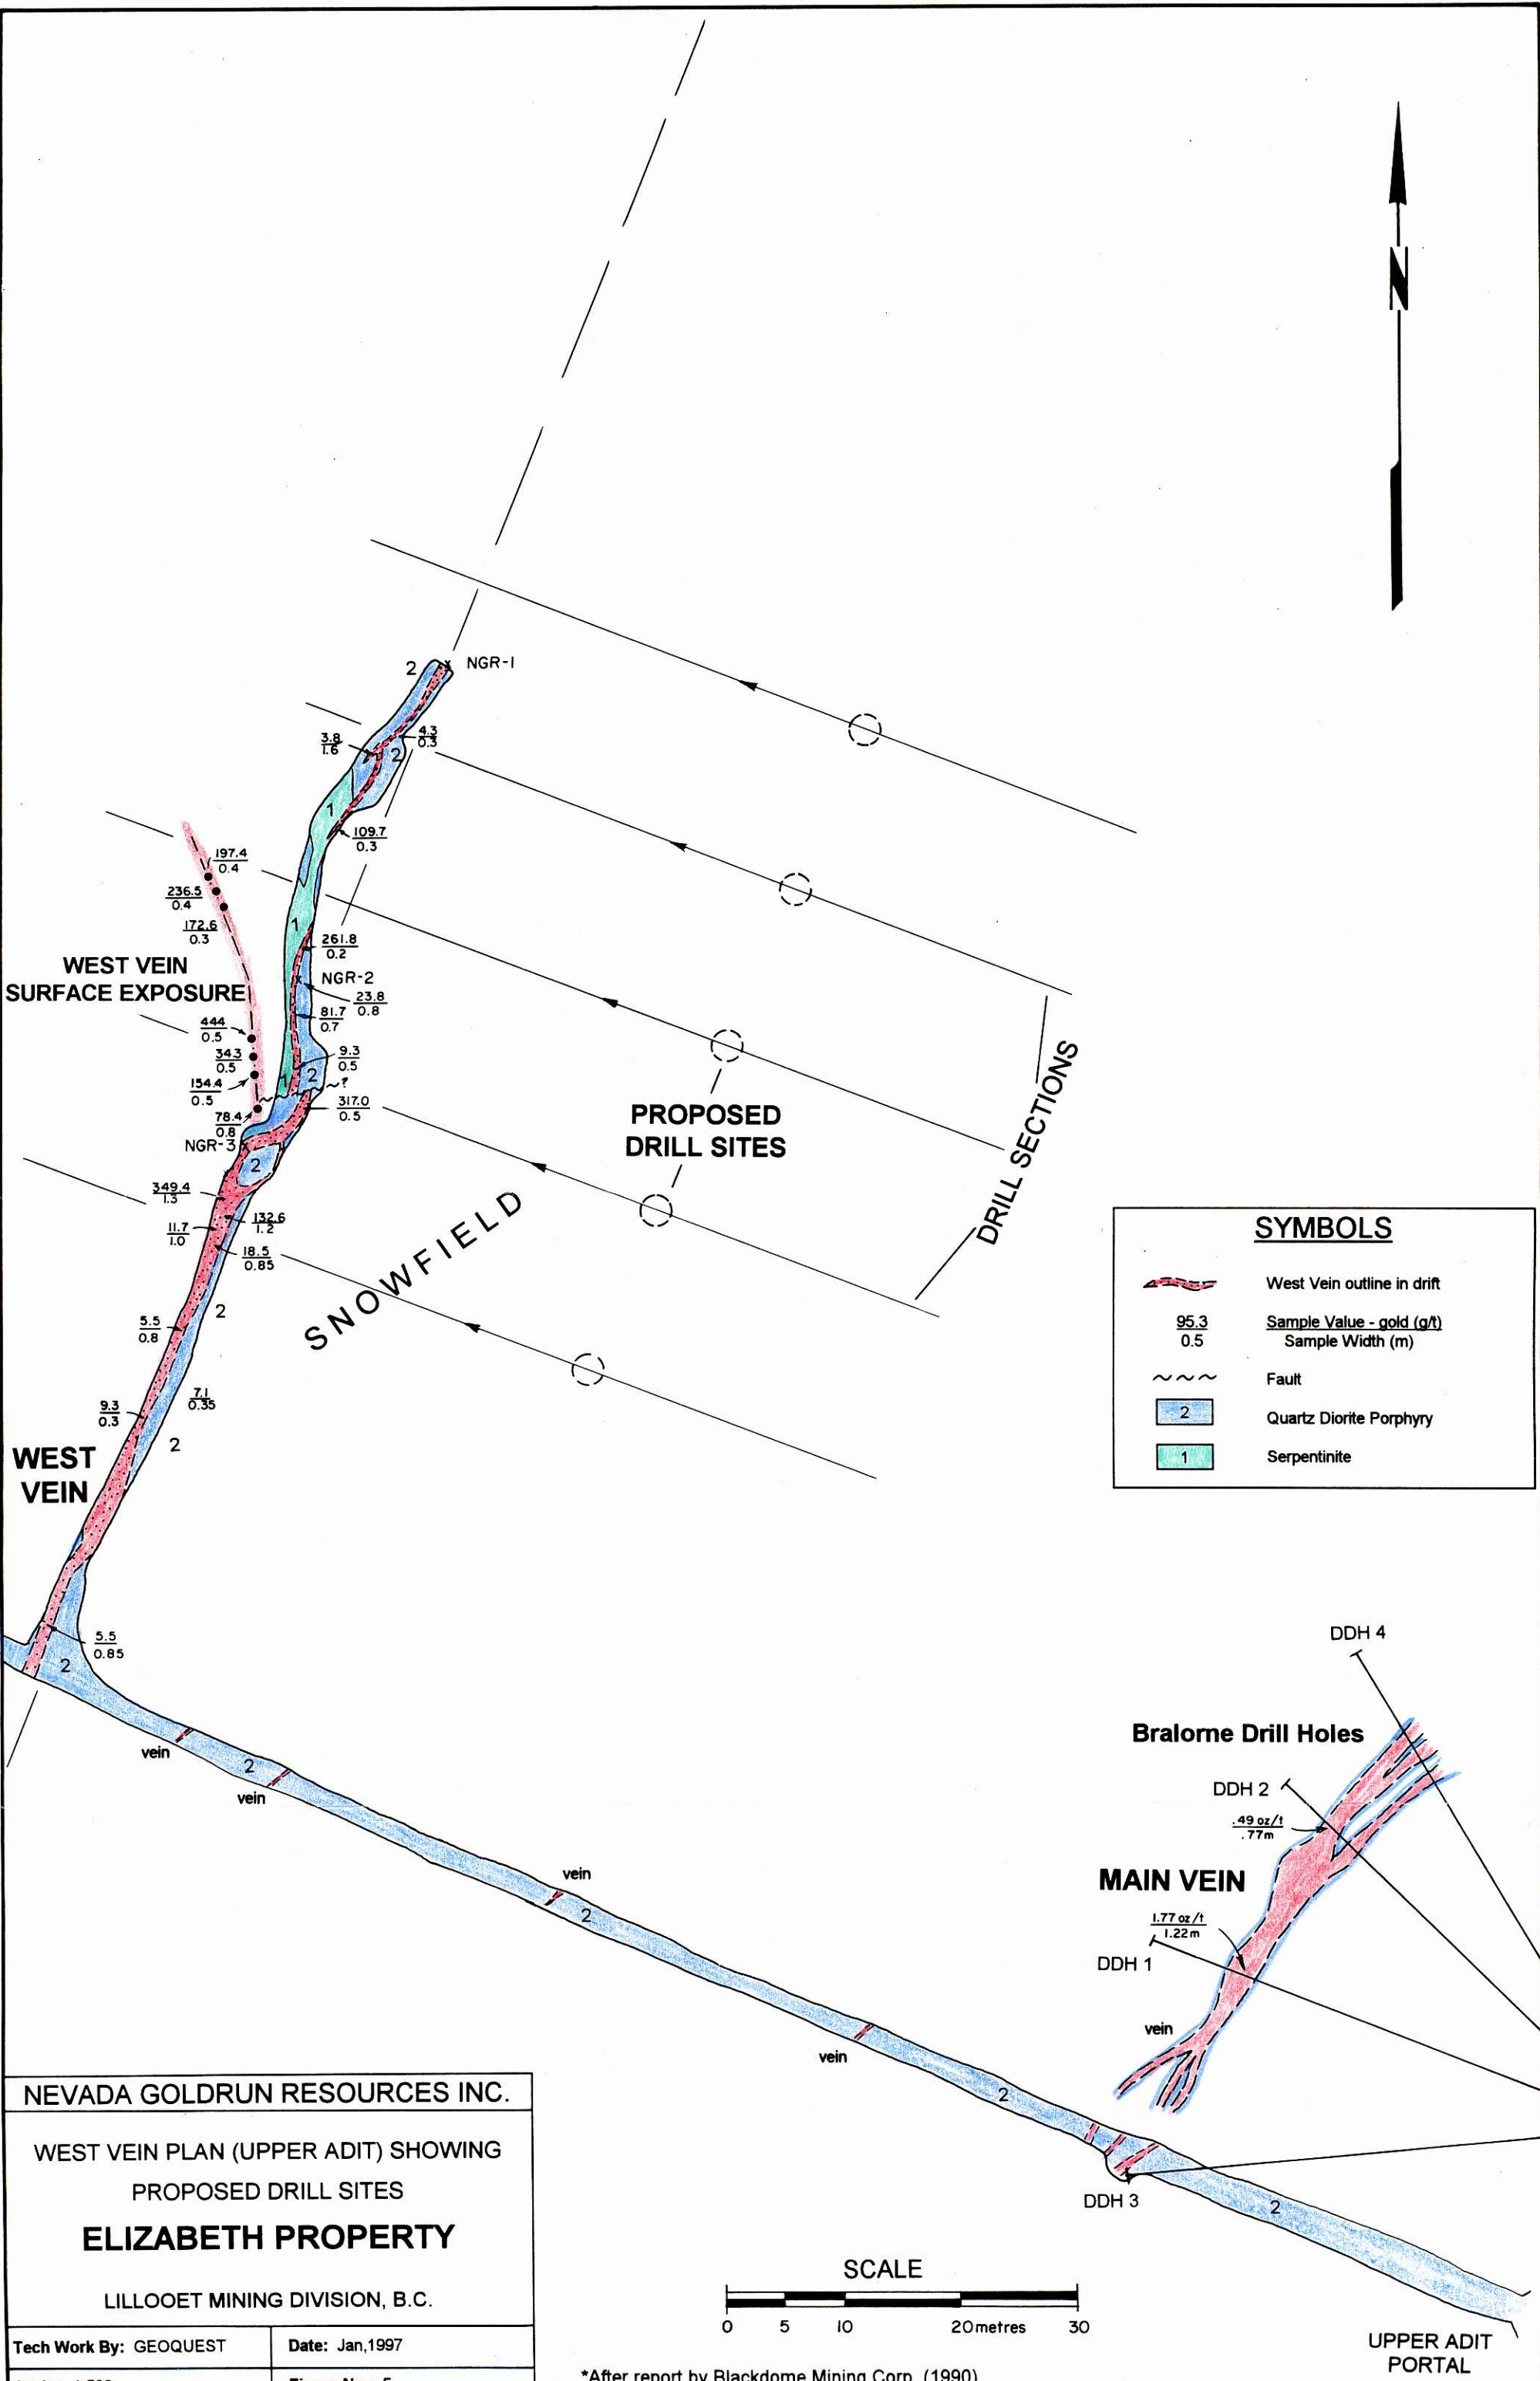 N
2
NGR-1
3.8
1.6
4.3
0.3
2
1
109.7
0.3
197.4
0.4
236.5
0.4
172.6
0.3
1
261.8
0.2
WEST VEIN
SURFACE EXPOSURE
NGR-2
23.8
0.8
81.7
0.7
444
0.5
34.3
0.5
154.4
0.5
9.3
0.5
1
2
?
78.4
0.8
317.0
0.5
NGR-3
2
PROPOSED
DRILL SITES
DRILL SECTIONS
349.4
1.3
132.6
1.2
11.7
1.0
18.5
0.85
SNOWFIELD
2
5.5
0.8
7.1
0.35
9.3
0.3
2
WEST
VEIN
5.5
0.85
2
vein
2
vein
vein
2
vein
2
2
SYMBOLS
West Vein outline in drift
95.3
0.5
Sample Value - gold (g/t)
Sample Width (m)
Fault
2
Quartz Diorite Porphyry
1
Serpentinite
DDH 4
Bralorne Drill Holes
DDH 2
.49 oz/t
.77m
MAIN VEIN
1.77 oz/t
1.22m
DDH 1
vein
DDH 3
UPPER ADIT
PORTAL
NEVADA GOLDRUN RESOURCES INC.
WEST VEIN PLAN (UPPER ADIT) SHOWING
PROPOSED DRILL SITES
ELIZABETH PROPERTY
LILLOOET MINING DIVISION, B.C.
Tech Work By: GEOQUEST
Date: Jan,1997
SCALE
0 5 10 20metres 30
*After report by Blackdome Mining Corp. (1990)